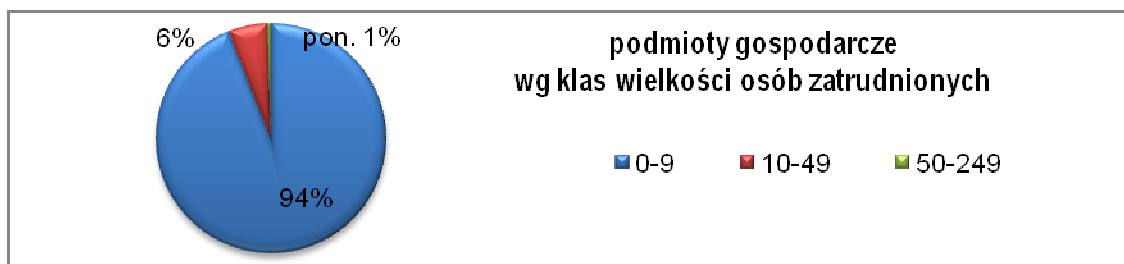 6%
pon. 1%
94%
podmioty gospodarcze
wg klas wielkości osób zatrudnionych
0-9
10-49
50-249